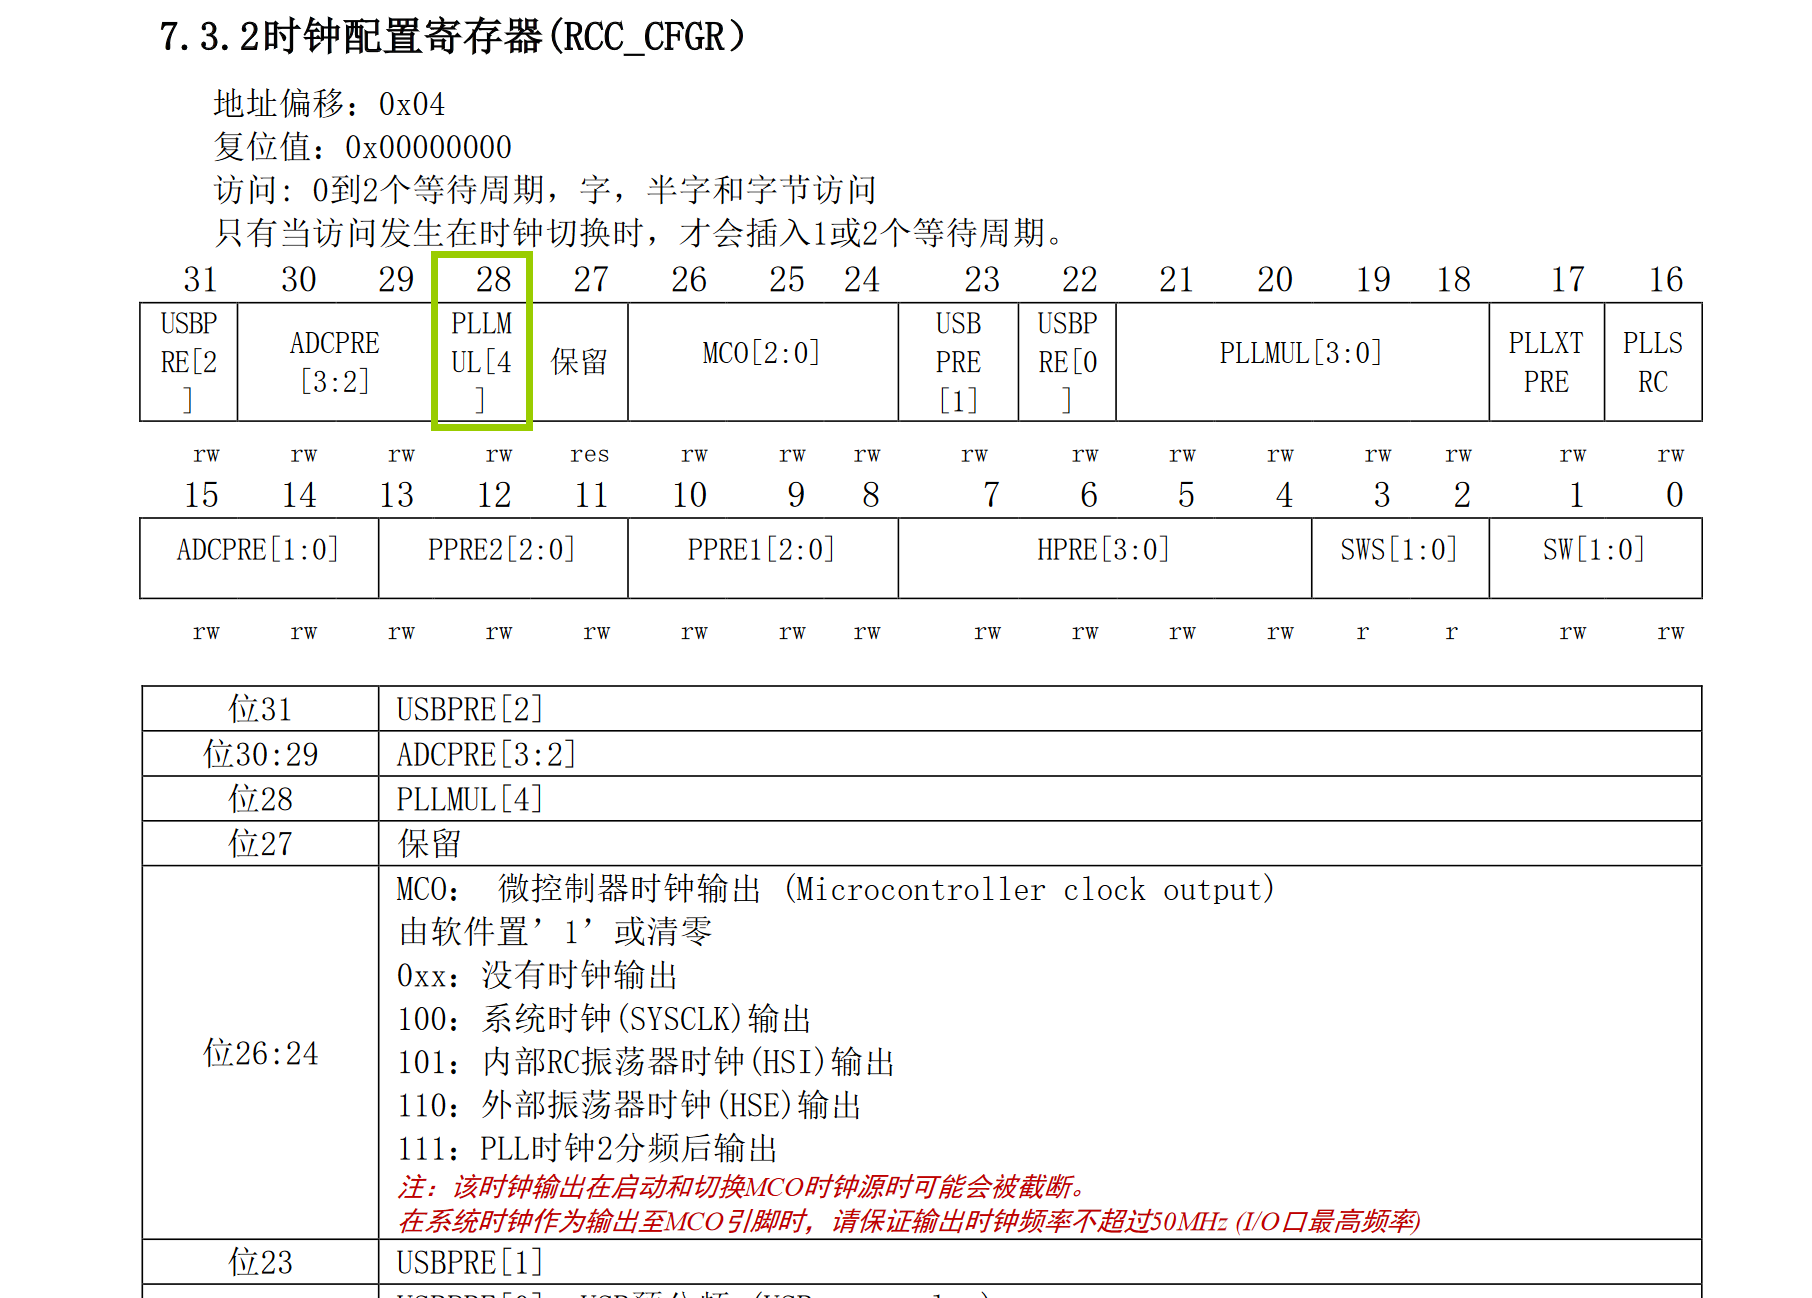 7.3.2时钟配置寄存器(RCC_CFGR)
地址偏移：0x04
复位值：0x00000000
访问：0到2个等待周期，字，半字和字节访问
只有当访问发生在时钟切换时，才会插入1或2个等待周期。
31 30 29 28 27 26 25 24 23 22 21 20 19 18 17 16
USBPRE[2] ADCPRE[3:2] PLLMUL[4] 保留 MCO[2:0] USBPRE[1] USBPRE[0] PLLMUL[3:0] PLLXTPRE PLLSRC
rw rw rw rw res rw rw rw rw rw rw rw rw rw rw rw
15 14 13 12 11 10 9 8 7 6 5 4 3 2 1 0
ADCPRE[1:0] PPRE2[2:0] PPRE1[2:0] HPRE[3:0] SWS[1:0] SW[1:0]
rw rw rw rw rw rw rw rw rw rw rw rw r r rw rw
位31 USBPRE[2]
位30:29 ADCPRE[3:2]
位28 PLLMUL[4]
位27 保留
位26:24 MCO： 微控制器时钟输出 (Microcontroller clock output)
由软件置’1’或清零
0xx：没有时钟输出
100：系统时钟(SYSCLK)输出
101：内部RC振荡器时钟(HSI)输出
110：外部振荡器时钟(HSE)输出
111：PLL时钟2分频后输出
注：该时钟输出在启动和切换MCO时钟源时可能会被截断。
在系统时钟作为输出至MCO引脚时，请保证输出时钟频率不超过50MHz (I/O口最高频率)
位23 USBPRE[1]